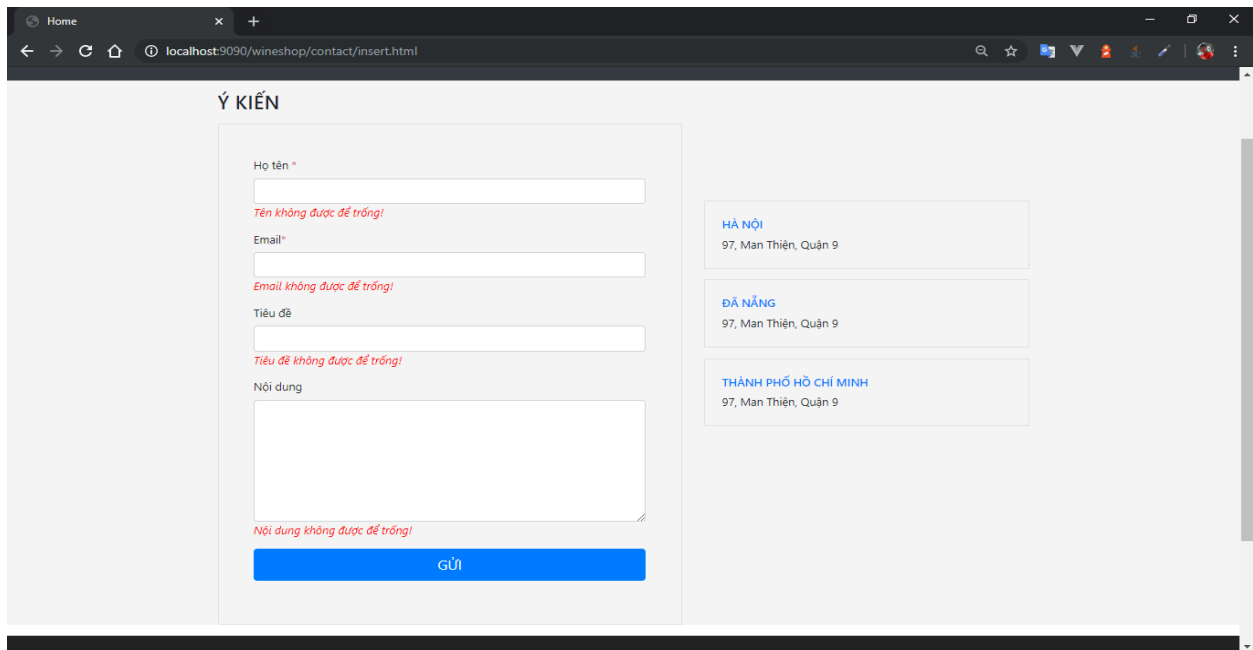 Home
localhost:9090/wineshop/contact/insert.html
Ý KIẾN
Họ tên *
Tên không được để trống!
Email*
Email không được để trống!
Tiêu đề
Tiêu đề không được để trống!
Nội dung
Nội dung không được để trống!
GỬI
HÀ NỘI
97, Man Thiện, Quận 9
ĐÃ NẴNG
97, Man Thiện, Quận 9
THÀNH PHỐ HỒ CHÍ MINH
97, Man Thiện, Quận 9